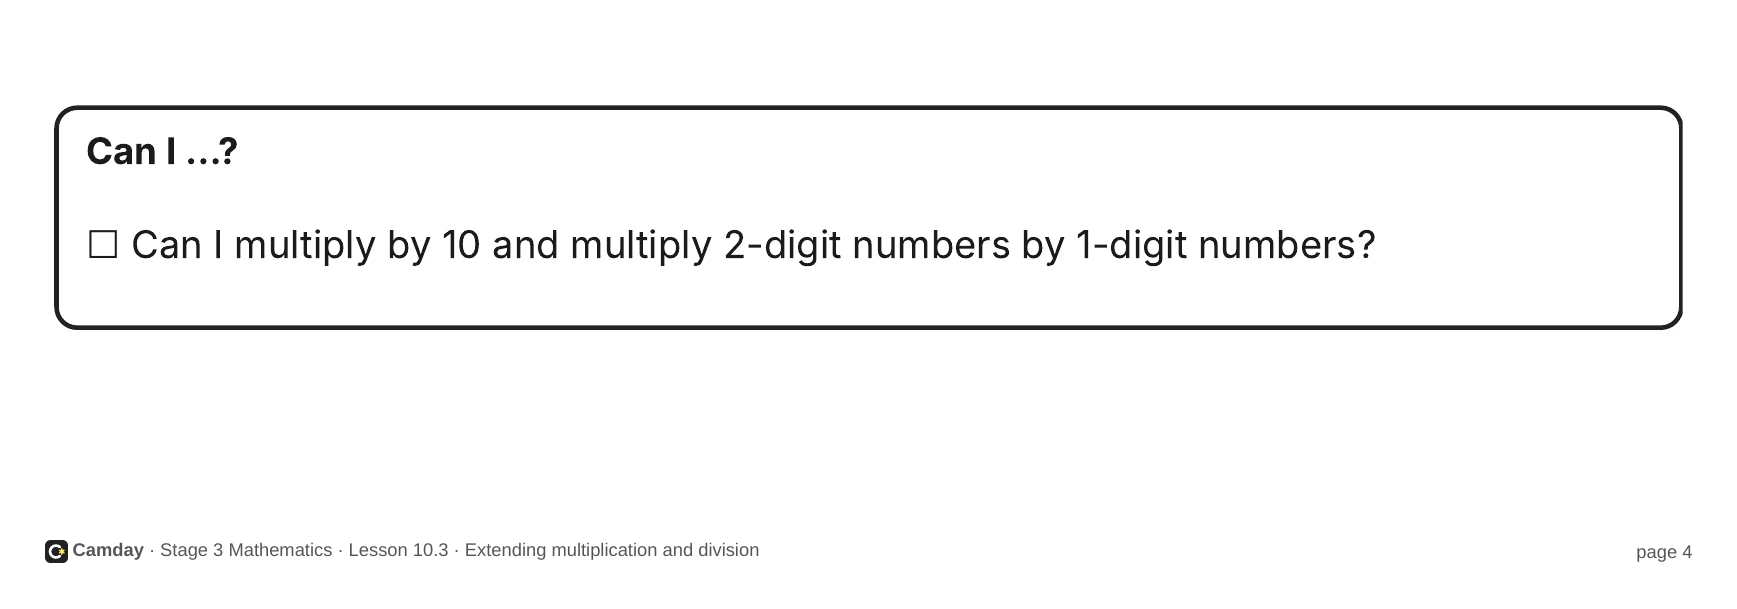 Can I …?
☐ Can I multiply by 10 and multiply 2-digit numbers by 1-digit numbers?
Camday · Stage 3 Mathematics · Lesson 10.3 · Extending multiplication and division
page 4